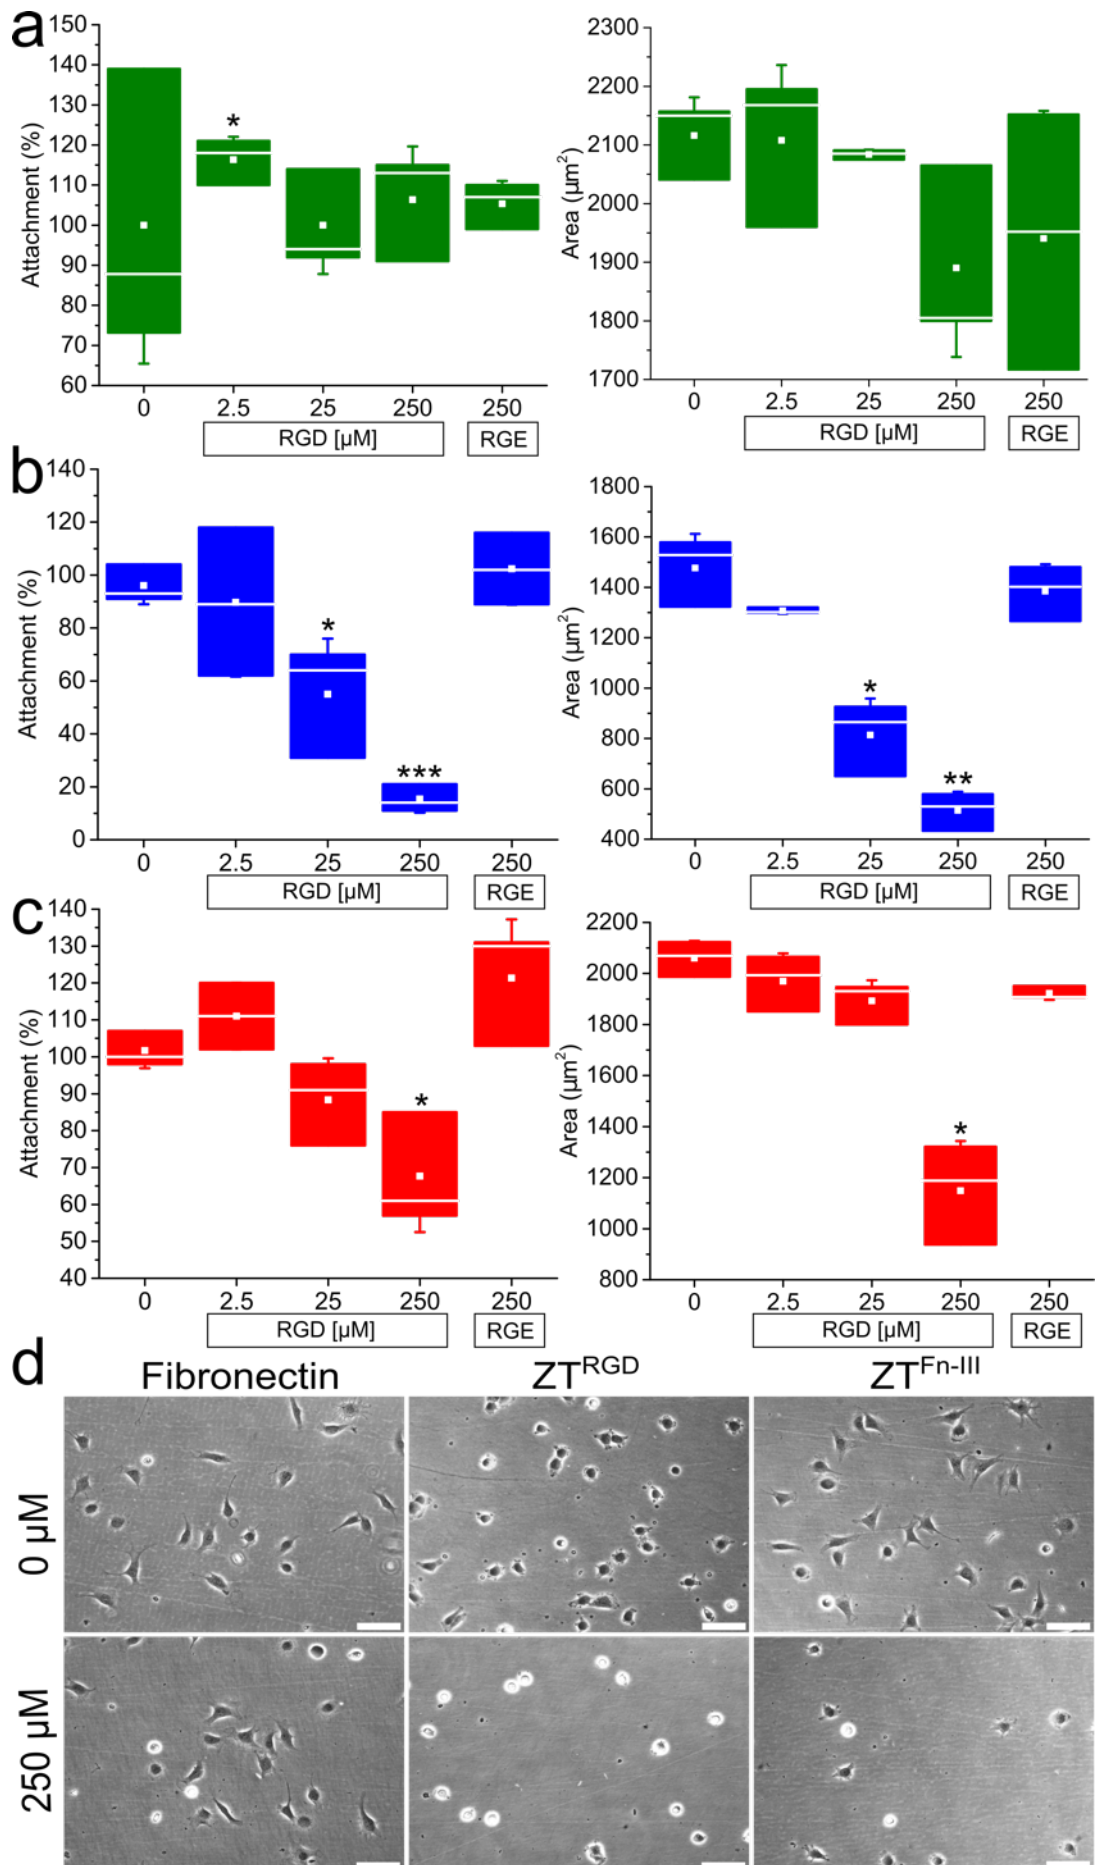 a
150
140
130
120
110
100
90
80
70
60
Attachment (%)
*
0 2.5 25 250 250
RGD [µM] RGE
2300
2200
2100
2000
1900
1800
1700
Area (µm²)
0 2.5 25 250 250
RGD [µM] RGE
b
140
120
100
80
60
40
20
0
Attachment (%)
*
***
0 2.5 25 250 250
RGD [µM] RGE
1800
1600
1400
1200
1000
800
600
400
Area (µm²)
*
**
0 2.5 25 250 250
RGD [µM] RGE
c
140
130
120
110
100
90
80
70
60
50
40
Attachment (%)
*
0 2.5 25 250 250
RGD [µM] RGE
2200
2000
1800
1600
1400
1200
1000
800
Area (µm²)
*
0 2.5 25 250 250
RGD [µM] RGE
d
Fibronectin ZT^RGD ZT^Fn-III
0 µM
250 µM